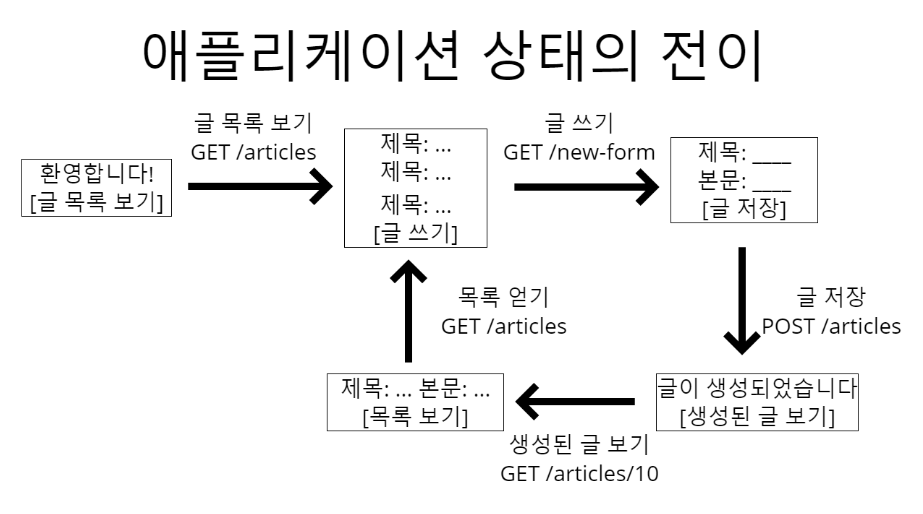 애플리케이션 상태의 전이
환영합니다!
[글 목록 보기]
글 목록 보기
GET /articles
제목: ...
제목: ...
제목: ...
[글 쓰기]
글 쓰기
GET /new-form
제목: ____
본문: ____
[글 저장]
글 저장
POST /articles
글이 생성되었습니다
[생성된 글 보기]
생성된 글 보기
GET /articles/10
제목: ... 본문: ...
[목록 보기]
목록 얻기
GET /articles